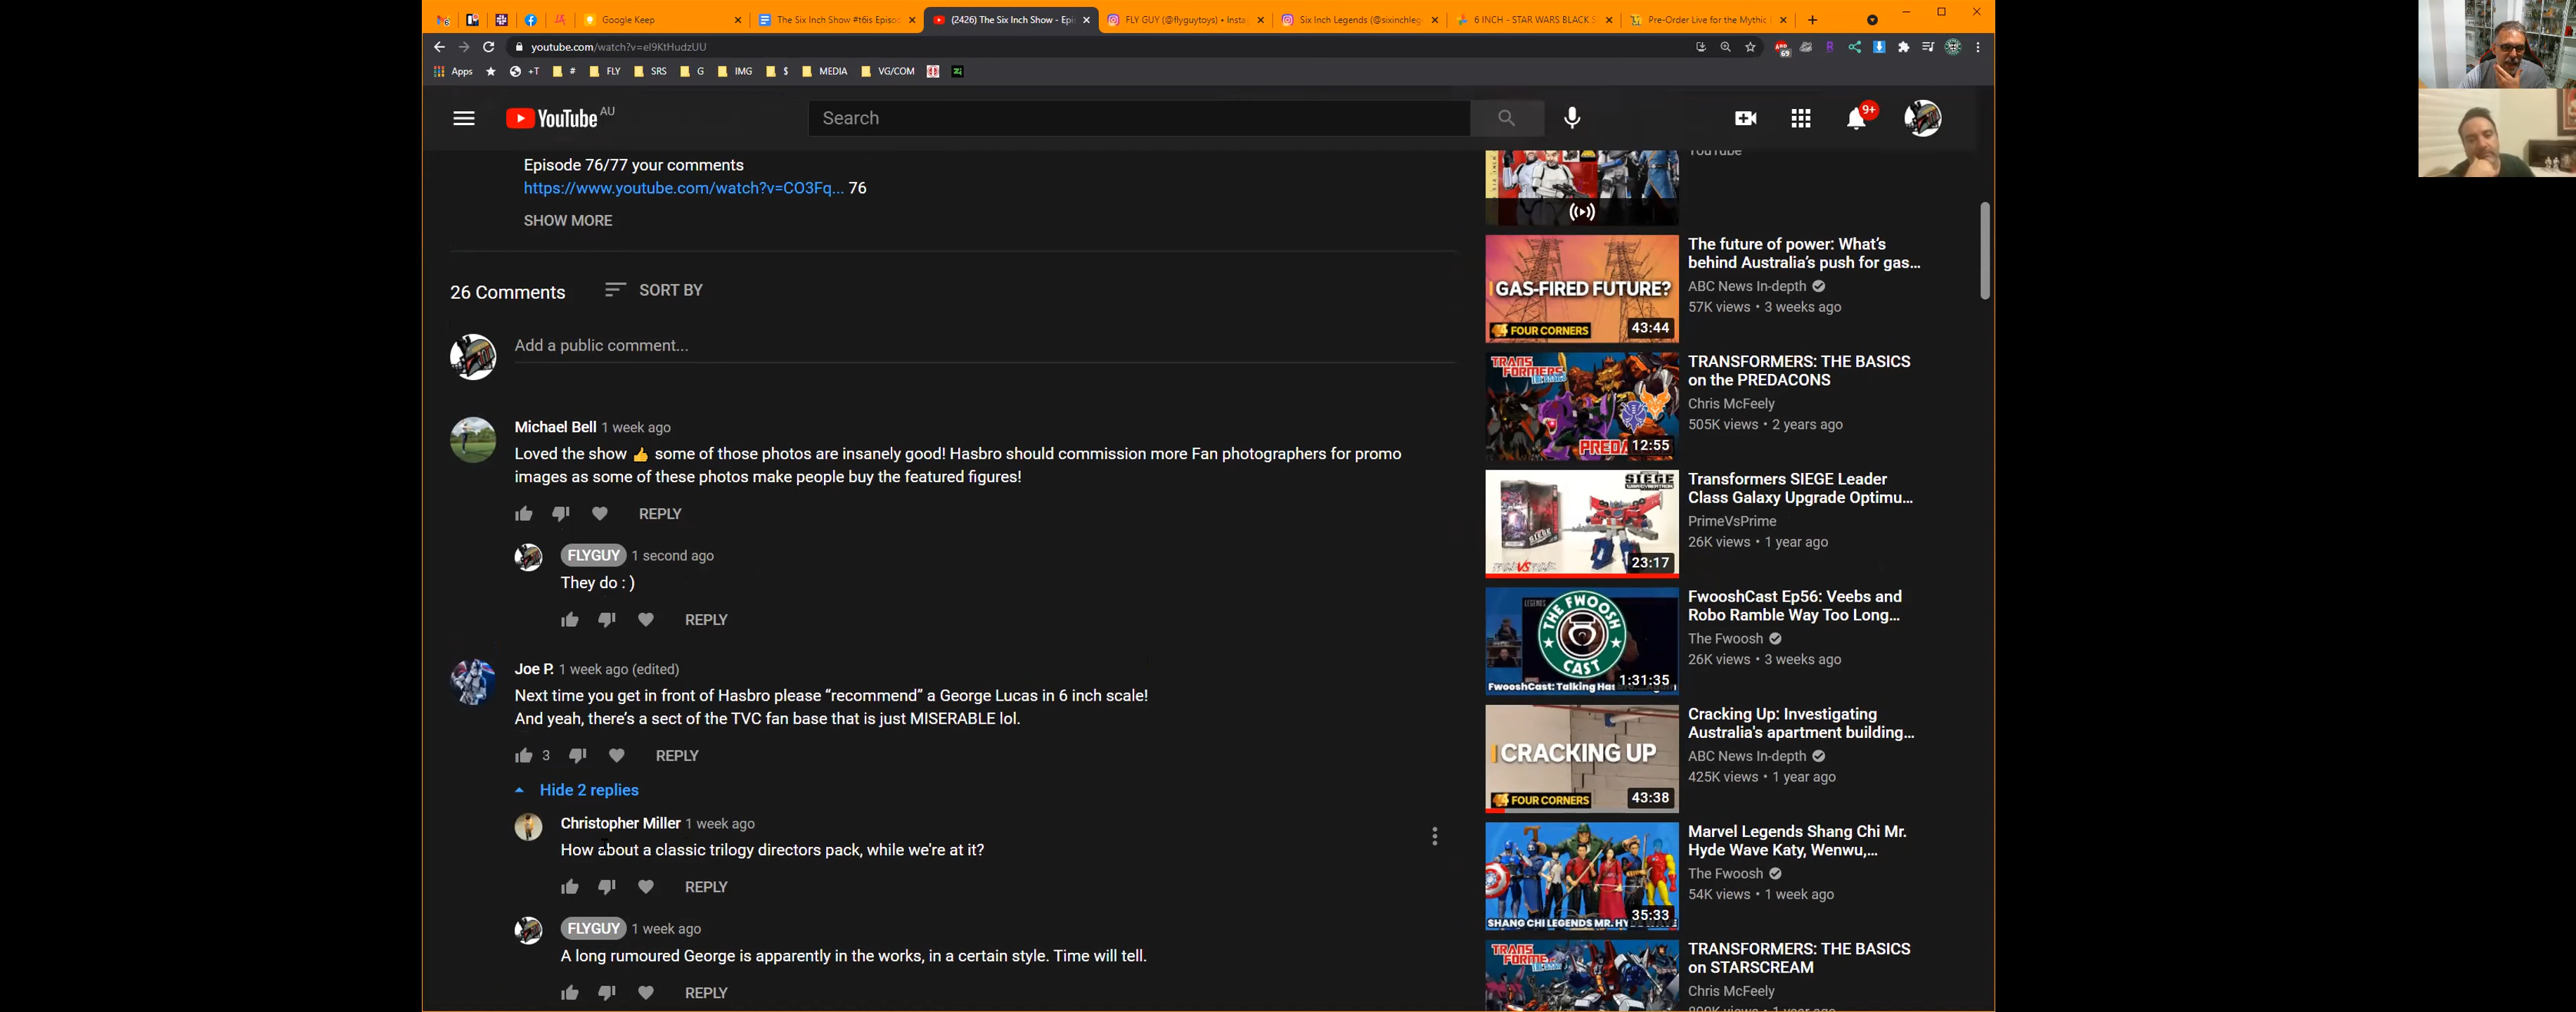 Google Keep
The Six Inch Show #t6is Episo
(2426) The Six Inch Show - Epi
FLY GUY (@flyguytoys) • Insta
Six Inch Legends (@sixinchleg
6 INCH - STAR WARS BLACK S
Pre-Order Live for the Mythic
youtube.com/watch?v=eI9KtHudzUU
69
Apps
+T
#
FLY
SRS
G
IMG
$
MEDIA
VG/COM
YouTube AU
Search
9+
Episode 76/77 your comments
https://www.youtube.com/watch?v=CO3Fq... 76
SHOW MORE
26 Comments
SORT BY
Add a public comment...
Michael Bell 1 week ago
Loved the show 👍 some of those photos are insanely good! Hasbro should commission more Fan photographers for promo
images as some of these photos make people buy the featured figures!
REPLY
FLYGUY 1 second ago
They do : )
REPLY
Joe P. 1 week ago (edited)
Next time you get in front of Hasbro please “recommend” a George Lucas in 6 inch scale!
And yeah, there’s a sect of the TVC fan base that is just MISERABLE lol.
3
REPLY
Hide 2 replies
Christopher Miller 1 week ago
How about a classic trilogy directors pack, while we're at it?
REPLY
FLYGUY 1 week ago
A long rumoured George is apparently in the works, in a certain style. Time will tell.
REPLY
YouTube
GAS-FIRED FUTURE?
FOUR CORNERS
43:44
The future of power: What’s
behind Australia’s push for gas...
ABC News In-depth
57K views • 3 weeks ago
TRANSFORMERS
12:55
TRANSFORMERS: THE BASICS
on the PREDACONS
Chris McFeely
505K views • 2 years ago
SIEGE
23:17
Transformers SIEGE Leader
Class Galaxy Upgrade Optimu...
PrimeVsPrime
26K views • 1 year ago
THE FWOOSH
CAST
1:31:35
FwooshCast Ep56: Veebs and
Robo Ramble Way Too Long...
The Fwoosh
26K views • 3 weeks ago
CRACKING UP
FOUR CORNERS
43:38
Cracking Up: Investigating
Australia's apartment building...
ABC News In-depth
425K views • 1 year ago
SHANG CHI LEGENDS MR. HY
35:33
Marvel Legends Shang Chi Mr.
Hyde Wave Katy, Wenwu,...
The Fwoosh
54K views • 1 week ago
TRANSFORMERS: THE BASICS
on STARSCREAM
Chris McFeely